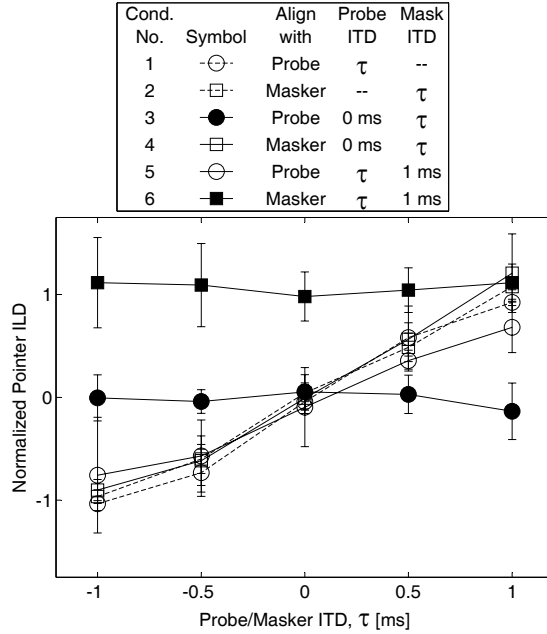 Cond. Align Probe Mask
No. Symbol with ITD ITD
1 Probe τ --
2 Masker -- τ
3 Probe 0 ms τ
4 Masker 0 ms τ
5 Probe τ 1 ms
6 Masker τ 1 ms
Normalized Pointer ILD
1
0
-1
-1 -0.5 0 0.5 1
Probe/Masker ITD, τ [ms]